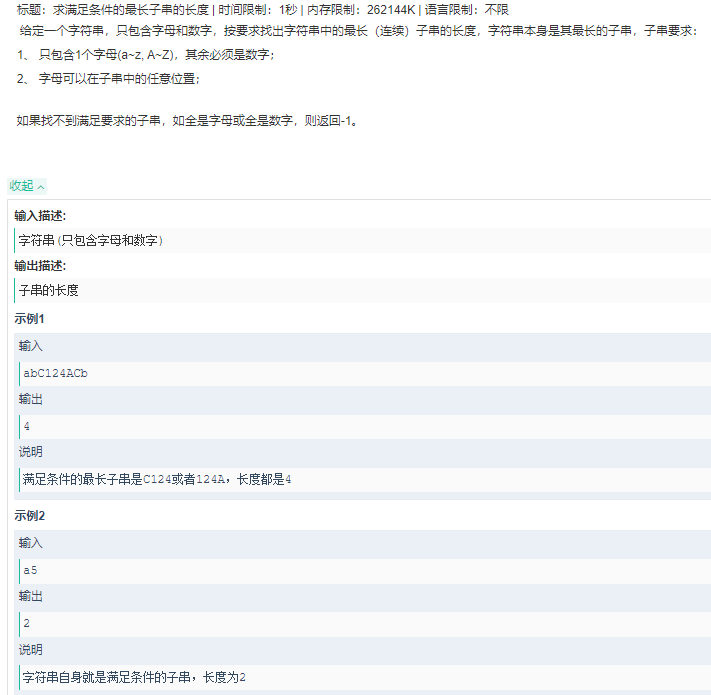 标题：求满足条件的最长子串的长度 | 时间限制：1秒 | 内存限制：262144K | 语言限制：不限
给定一个字符串，只包含字母和数字，按要求找出字符串中的最长（连续）子串的长度，字符串本身是其最长的子串，子串要求：
1、 只包含1个字母(a~z, A~Z)，其余必须是数字；
2、 字母可以在子串中的任意位置；
如果找不到满足要求的子串，如全是字母或全是数字，则返回-1。
收起
输入描述:
字符串(只包含字母和数字)
输出描述:
子串的长度
示例1
输入
abC124ACb
输出
4
说明
满足条件的最长子串是C124或者124A，长度都是4
示例2
输入
a5
输出
2
说明
字符串自身就是满足条件的子串，长度为2